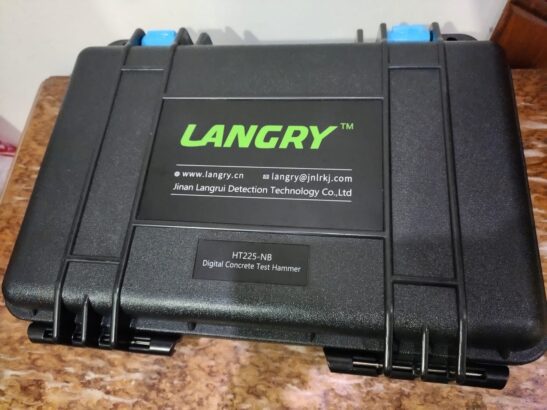 LANGRY™
www.langry.cn langry@jnlrkj.com
Jinan Langrui Detection Technology Co.,Ltd
HT225-NB
Digital Concrete Test Hammer